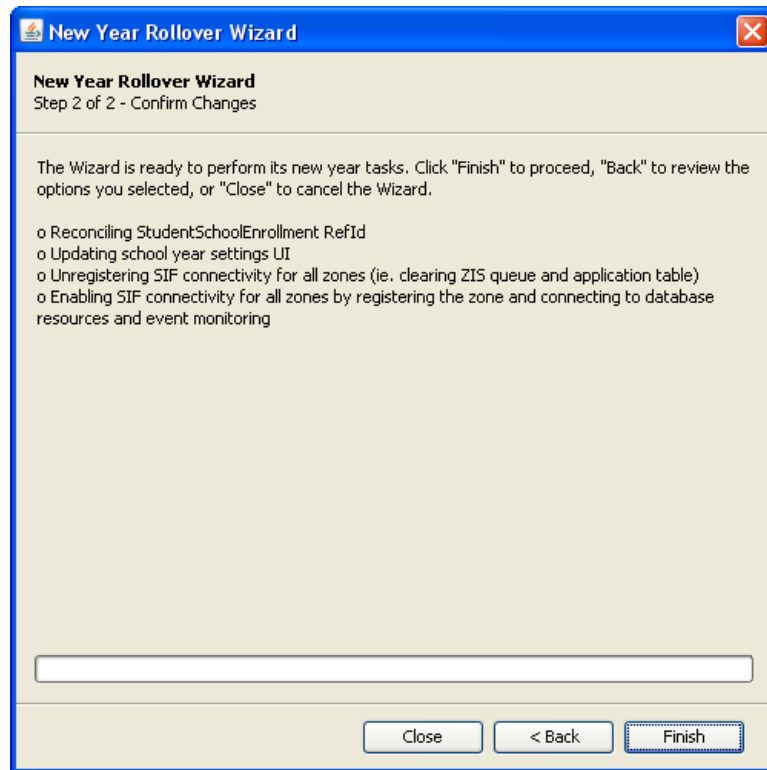 New Year Rollover Wizard
New Year Rollover Wizard
Step 2 of 2 - Confirm Changes
The Wizard is ready to perform its new year tasks. Click "Finish" to proceed, "Back" to review the
options you selected, or "Close" to cancel the Wizard.
o Reconciling StudentSchoolEnrollment RefId
o Updating school year settings UI
o Unregistering SIF connectivity for all zones (ie. clearing ZIS queue and application table)
o Enabling SIF connectivity for all zones by registering the zone and connecting to database
resources and event monitoring
Close
< Back
Finish